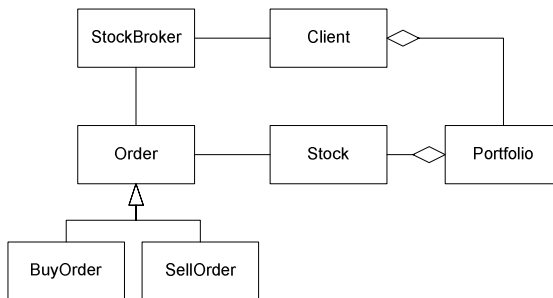 StockBroker
Client
Order
Stock
Portfolio
BuyOrder
SellOrder